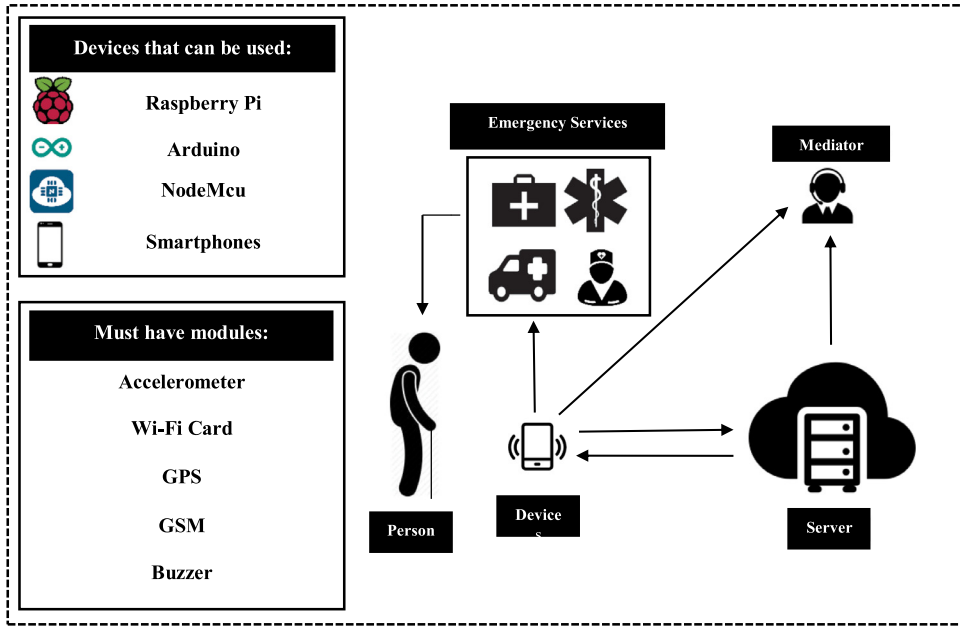 Devices that can be used:
Raspberry Pi
Arduino
NodeMcu
Smartphones
Must have modules:
Accelerometer
Wi-Fi Card
GPS
GSM
Buzzer
Emergency Services
Mediator
Person
Device
s
Server